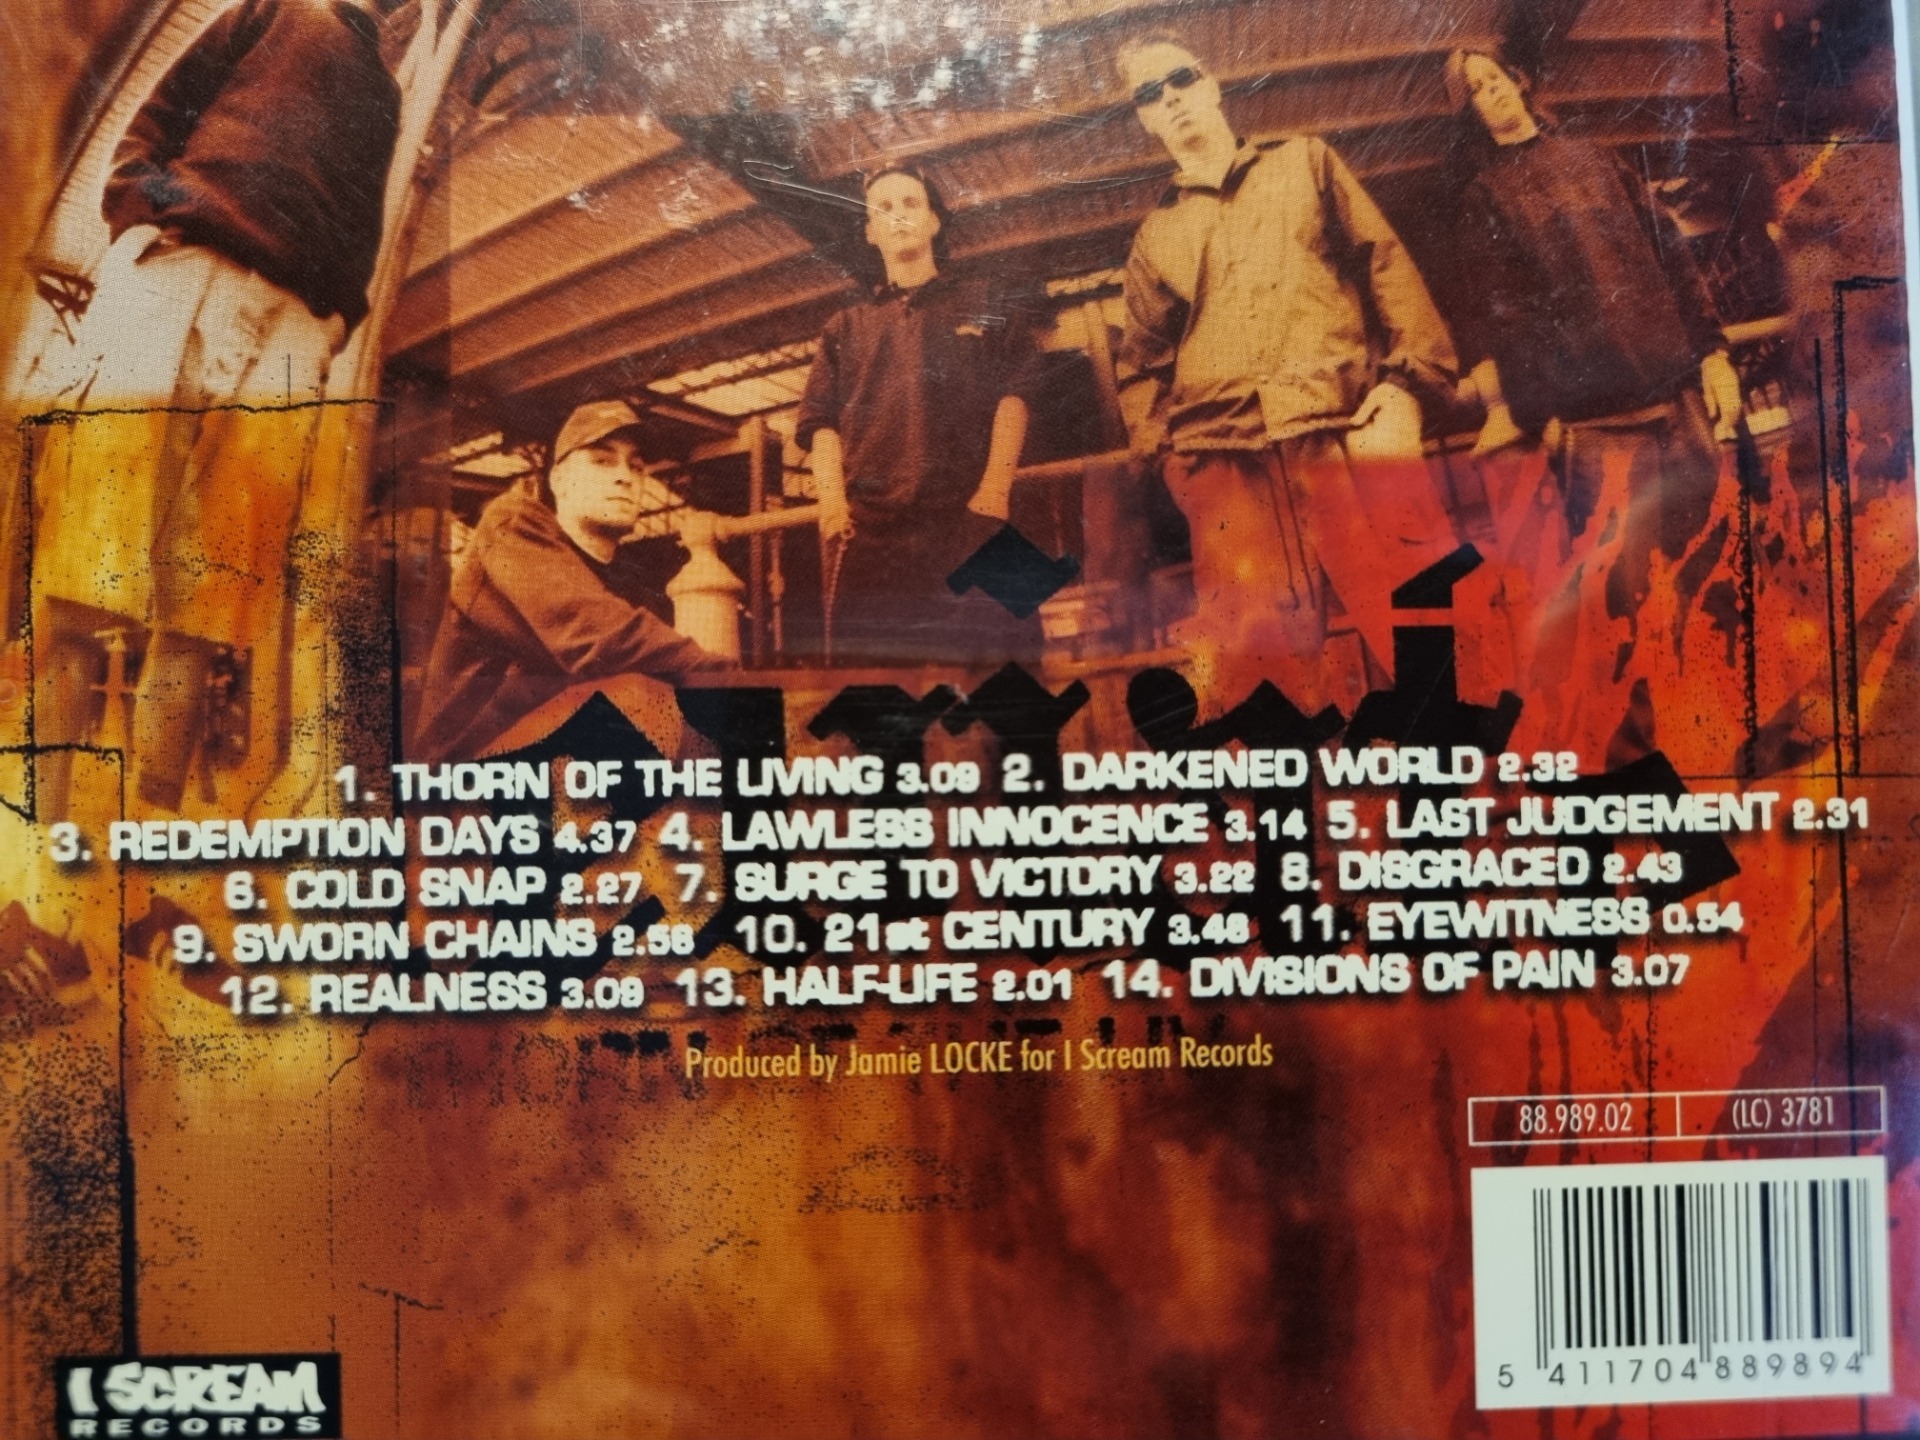 1. THORN OF THE LIVING 3.09 2. DARKENED WORLD 2.32
3. REDEMPTION DAYS 4.37 4. LAWLESS INNOCENCE 3.14 5. LAST JUDGEMENT 2.31
6. COLD SNAP 2.27 7. SURGE TO VICTORY 3.22 8. DISGRACED 2.43
9. SWORN CHAINS 2.56 10. 21st CENTURY 3.48 11. EYEWITNESS 0.54
12. REALNESS 3.09 13. HALF-LIFE 2.01 14. DIVISIONS OF PAIN 3.07
Produced by Jamie LOCKE for I Scream Records
88.989.02 (LC) 3781
5 411704 889894
I SCREAM
RECORDS